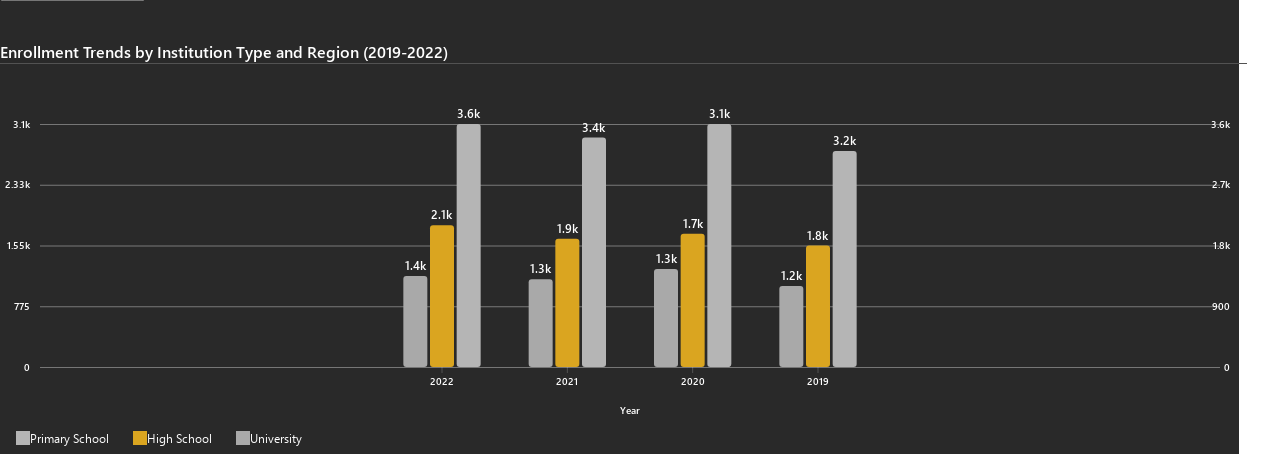 Enrollment Trends by Institution Type and Region (2019-2022)
3.1k
2.33k
1.55k
775
0
3.6k
2.7k
1.8k
900
0
1.4k
2.1k
3.6k
1.3k
1.9k
3.4k
1.3k
1.7k
3.1k
1.2k
1.8k
3.2k
2022 2021 2020 2019
Year
Primary School High School University